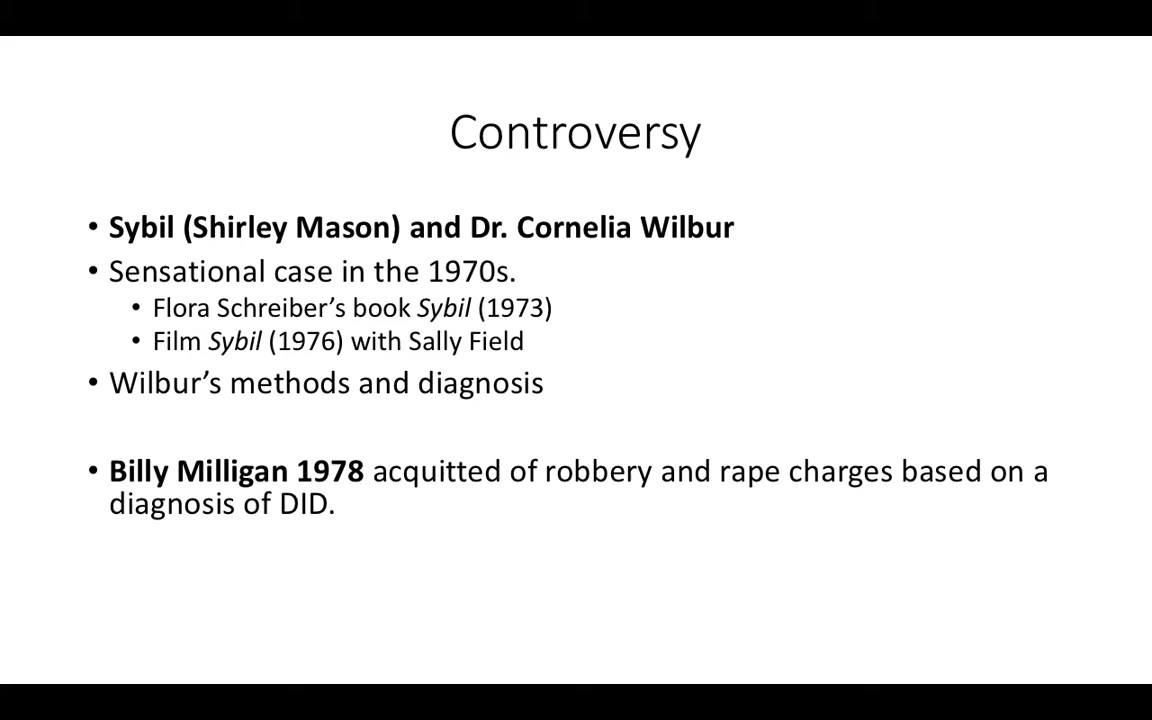 Controversy
• Sybil (Shirley Mason) and Dr. Cornelia Wilbur
• Sensational case in the 1970s.
• Flora Schreiber’s book Sybil (1973)
• Film Sybil (1976) with Sally Field
• Wilbur’s methods and diagnosis
• Billy Milligan 1978 acquitted of robbery and rape charges based on a
diagnosis of DID.